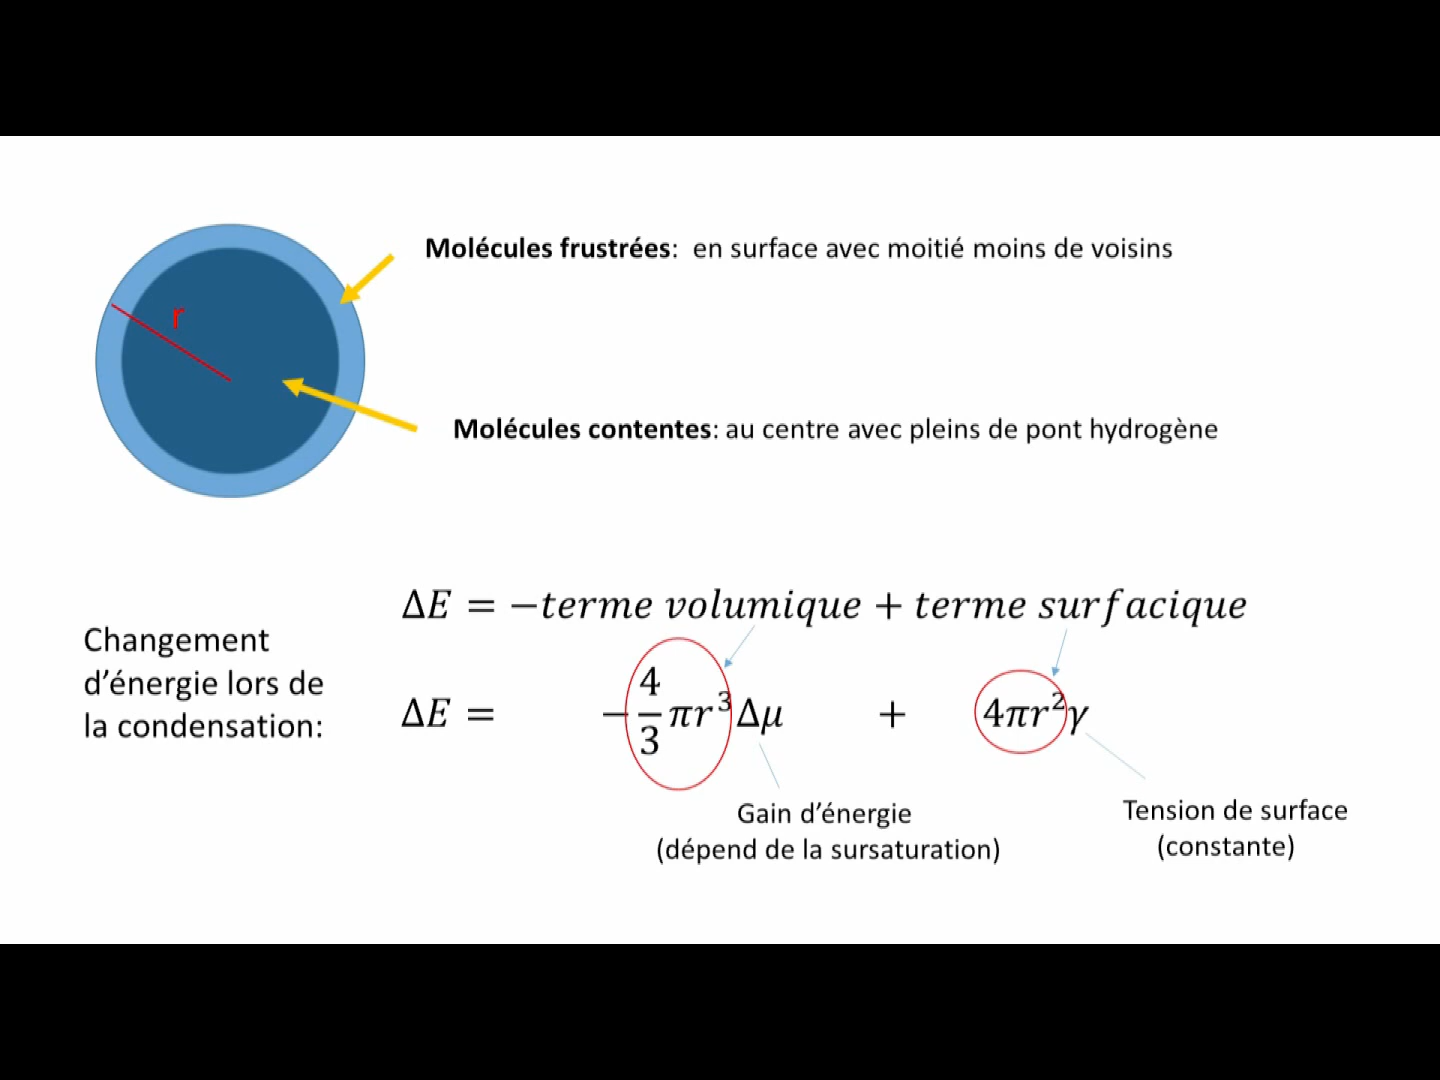 Molécules frustrées:  en surface avec moitié moins de voisins
r
Molécules contentes: au centre avec pleins de pont hydrogène
ΔE = −terme volumique + terme surfacique
Changement
d’énergie lors de
la condensation:
ΔE = −4/3 πr³Δμ + 4πr²γ
Gain d’énergie
(dépend de la sursaturation)
Tension de surface
(constante)